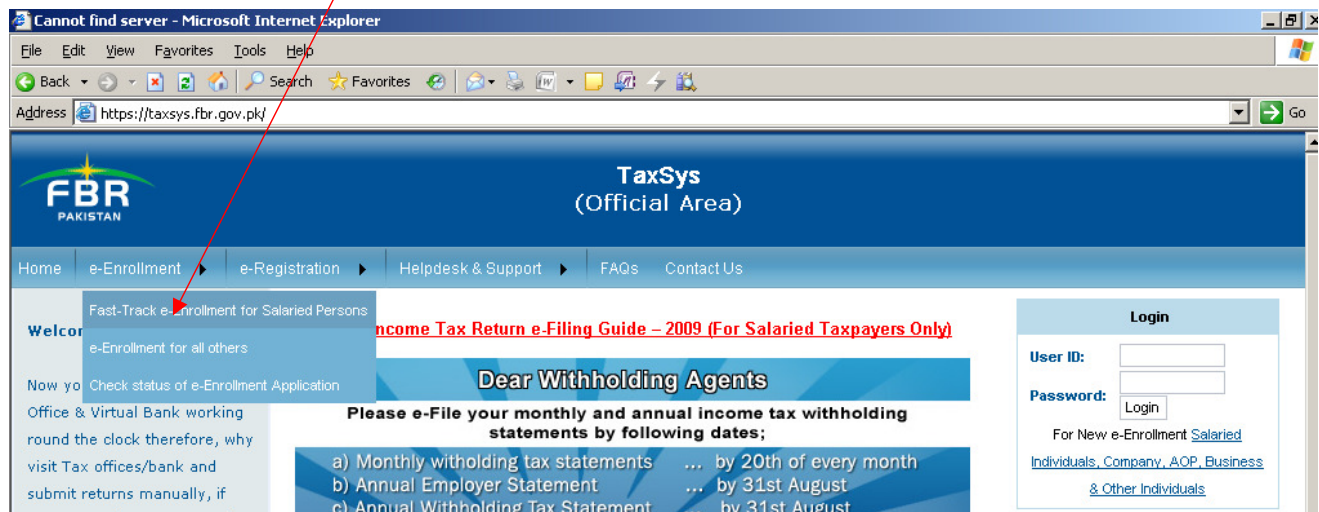 Cannot find server - Microsoft Internet Explorer
File Edit View Favorites Tools Help
Back Search Favorites
Address https://taxsys.fbr.gov.pk/ Go
FBR
PAKISTAN
TaxSys
(Official Area)
Home e-Enrollment e-Registration Helpdesk & Support FAQs Contact Us
Fast-Track e-Enrollment for Salaried Persons
e-Enrollment for all others
Check status of e-Enrollment Application
Now
Office & Virtual Bank working
round the clock therefore, why
visit Tax offices/bank and
submit returns manually, if
Income Tax Return e-Filing Guide – 2009 (For Salaried Taxpayers Only)
Dear Withholding Agents
Please e-File your monthly and annual income tax withholding
statements by following dates;
a) Monthly witholding tax statements ... by 20th of every month
b) Annual Employer Statement ... by 31st August
c) Annual Withholding Tax Statement ... by 31st August
Login
User ID:
Password:
Login
For New e-Enrollment Salaried
Individuals, Company, AOP, Business
& Other Individuals